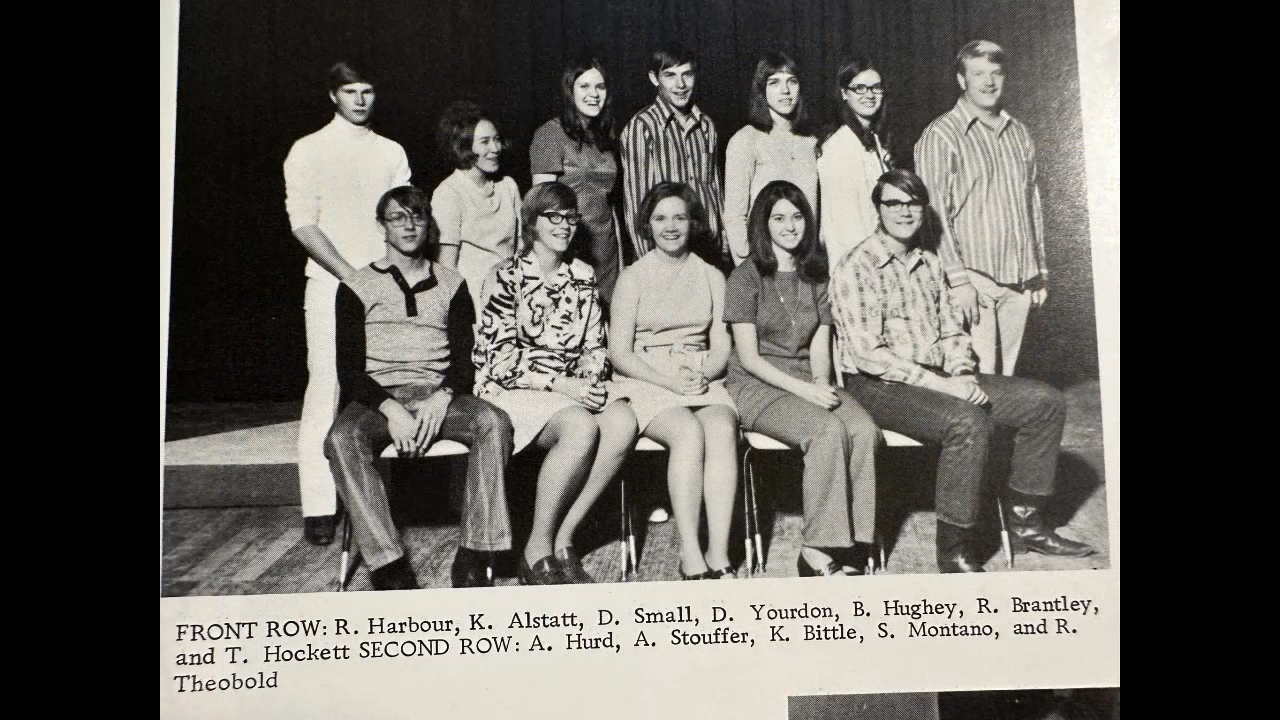 FRONT ROW: R. Harbour, K. Alstatt, D. Small, D. Yourdon, B. Hughey, R. Brantley,
and T. Hockett SECOND ROW: A. Hurd, A. Stouffer, K. Bittle, S. Montano, and R.
Theobold